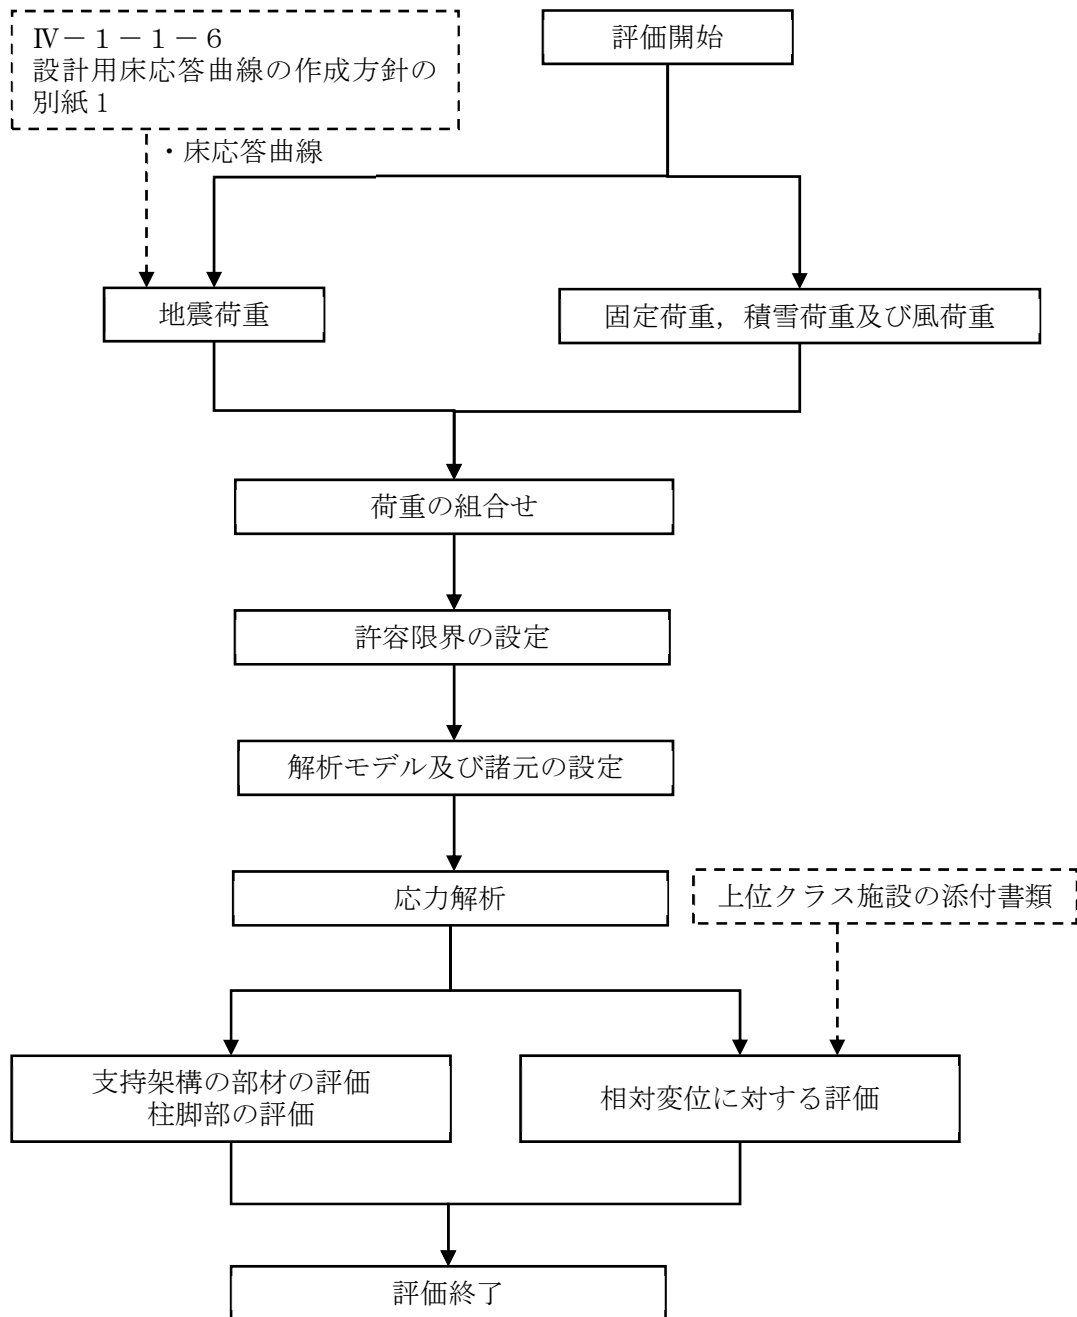 Ⅳ－１－１－６
設計用床応答曲線の作成方針の
別紙１
評価開始
・床応答曲線
地震荷重
固定荷重，積雪荷重及び風荷重
荷重の組合せ
許容限界の設定
解析モデル及び諸元の設定
応力解析
上位クラス施設の添付書類
支持架構の部材の評価
柱脚部の評価
相対変位に対する評価
評価終了